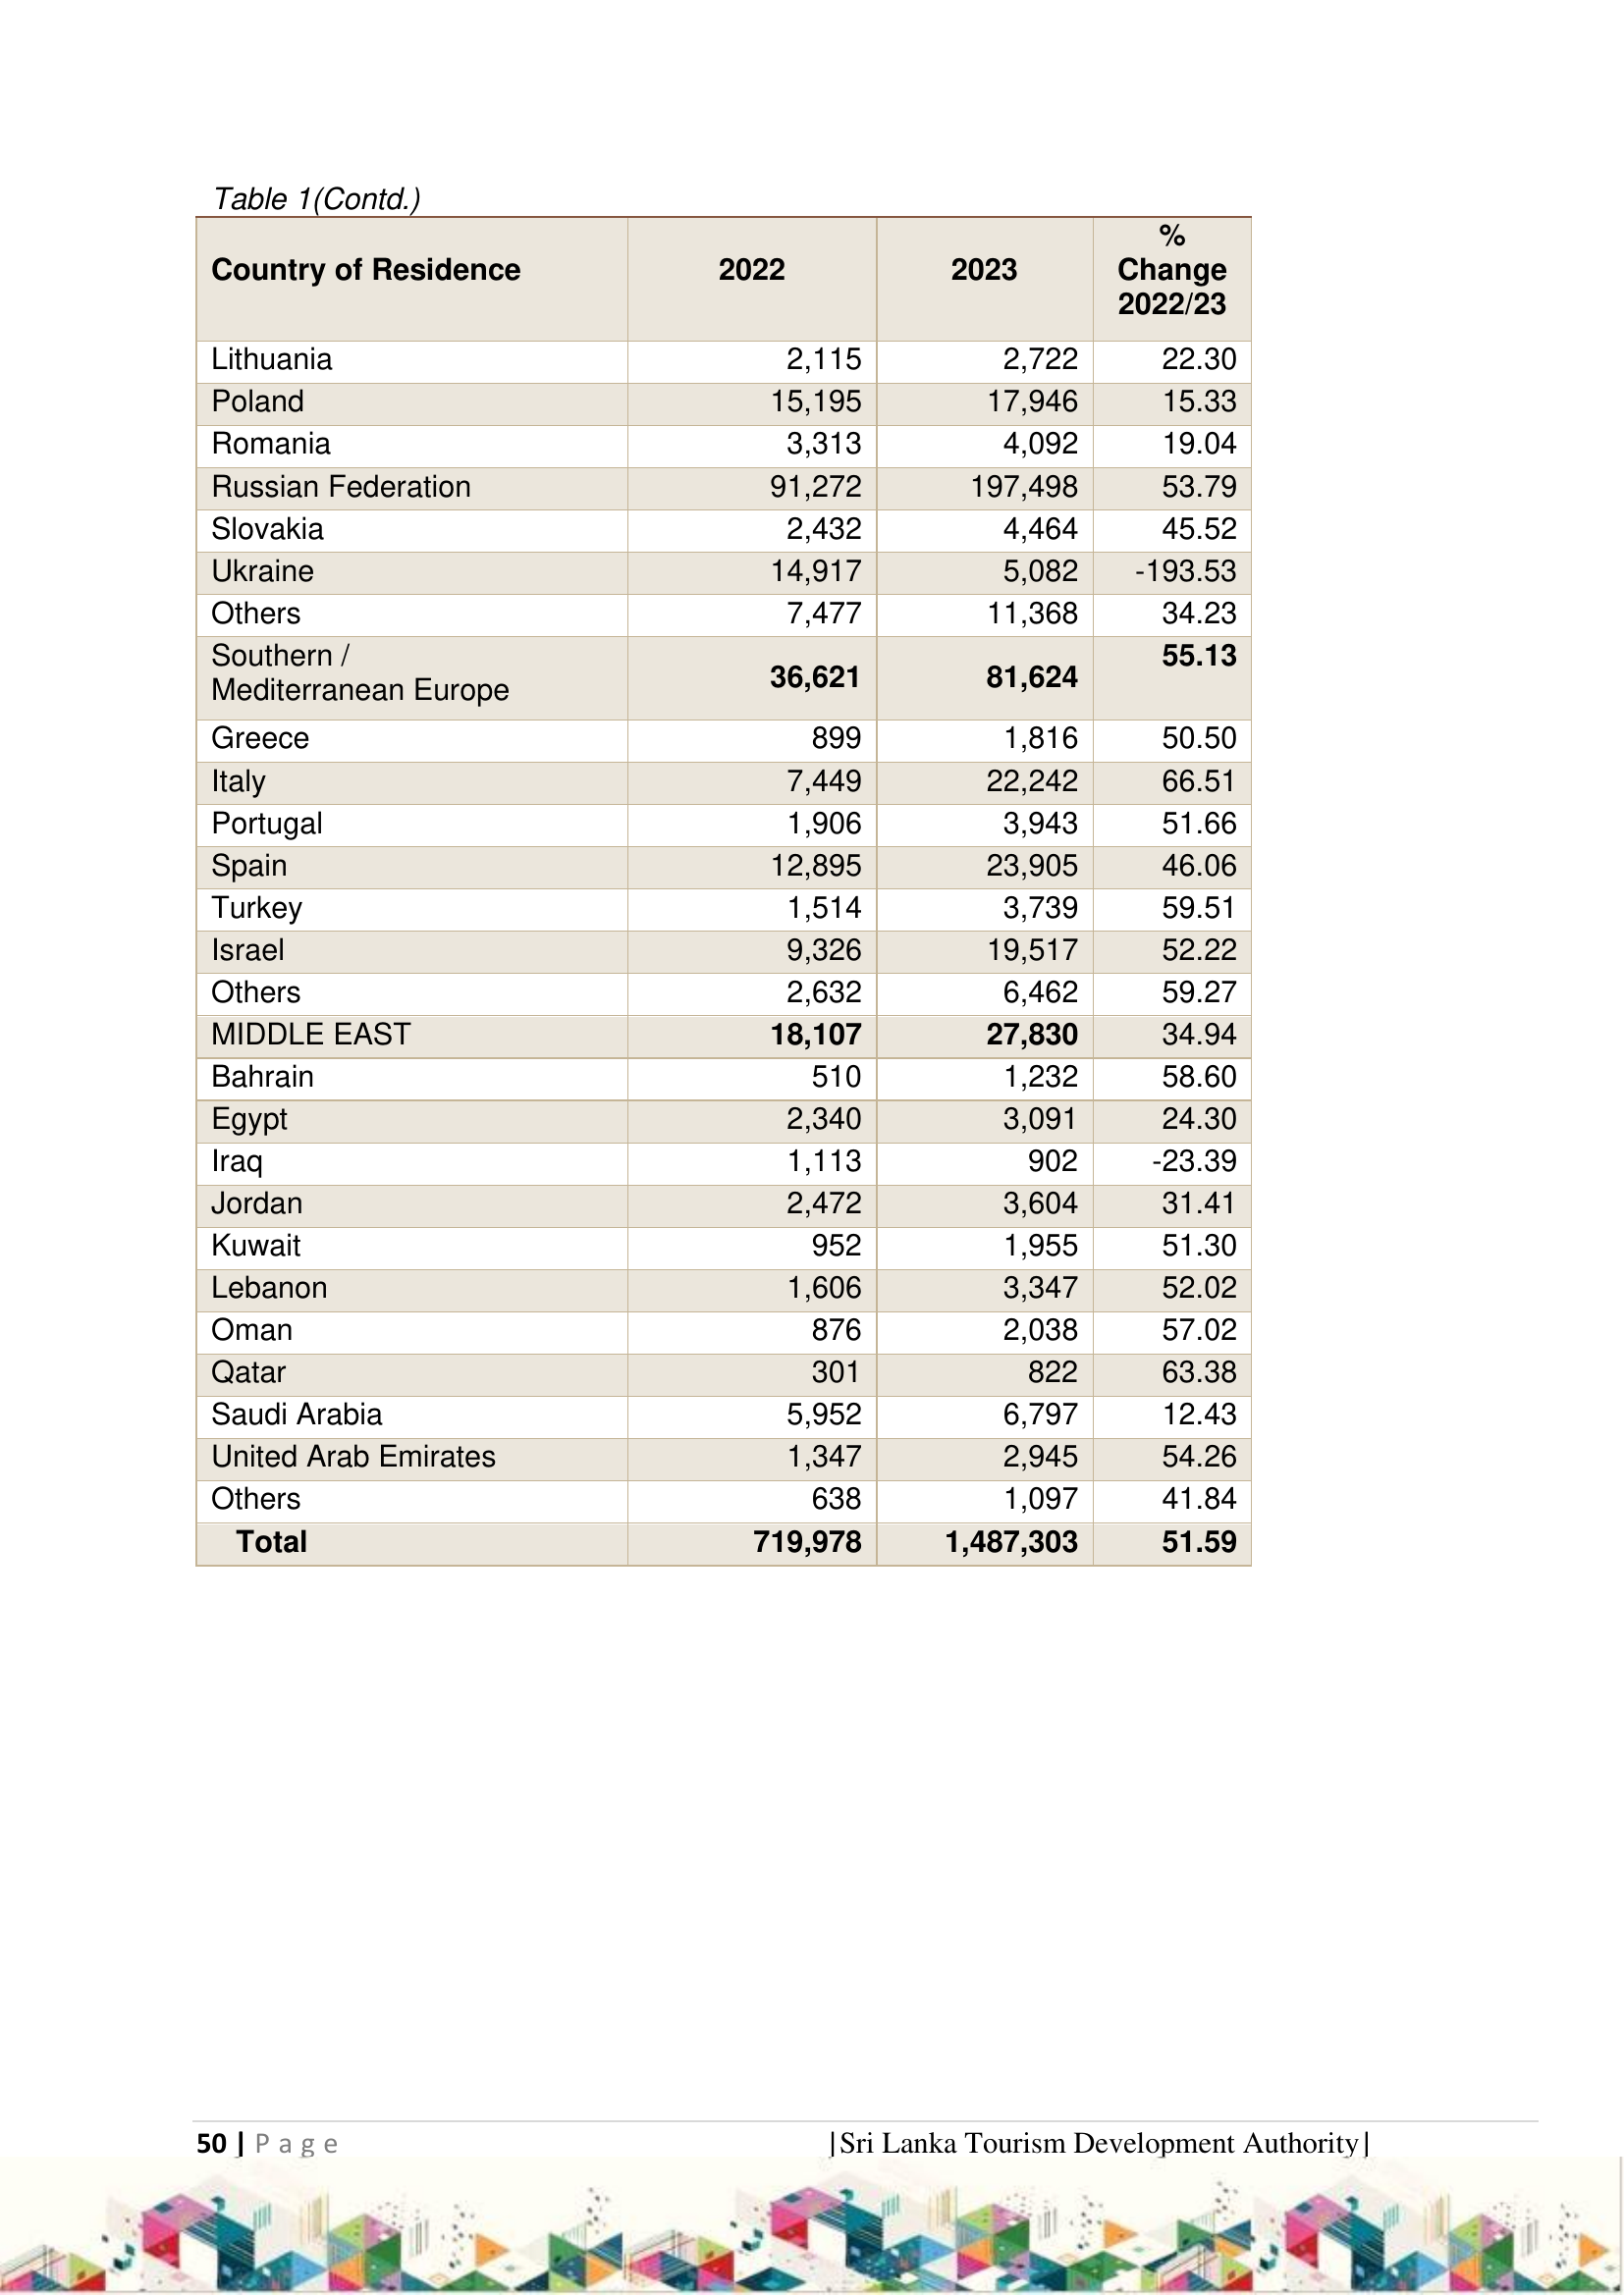 Table 1(Contd.)
Country of Residence 2022 2023 % Change 2022/23
Lithuania 2,115 2,722 22.30
Poland 15,195 17,946 15.33
Romania 3,313 4,092 19.04
Russian Federation 91,272 197,498 53.79
Slovakia 2,432 4,464 45.52
Ukraine 14,917 5,082 -193.53
Others 7,477 11,368 34.23
Southern /
Mediterranean Europe 36,621 81,624 55.13
Greece 899 1,816 50.50
Italy 7,449 22,242 66.51
Portugal 1,906 3,943 51.66
Spain 12,895 23,905 46.06
Turkey 1,514 3,739 59.51
Israel 9,326 19,517 52.22
Others 2,632 6,462 59.27
MIDDLE EAST 18,107 27,830 34.94
Bahrain 510 1,232 58.60
Egypt 2,340 3,091 24.30
Iraq 1,113 902 -23.39
Jordan 2,472 3,604 31.41
Kuwait 952 1,955 51.30
Lebanon 1,606 3,347 52.02
Oman 876 2,038 57.02
Qatar 301 822 63.38
Saudi Arabia 5,952 6,797 12.43
United Arab Emirates 1,347 2,945 54.26
Others 638 1,097 41.84
Total 719,978 1,487,303 51.59
50 | Page |Sri Lanka Tourism Development Authority|